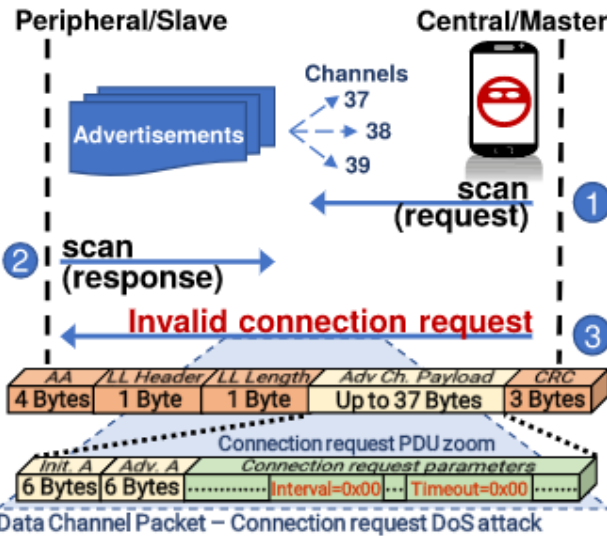 Peripheral/Slave Central/Master
Channels
Advertisements
37
38
39
scan
(request)
1
2
scan
(response)
Invalid connection request
3
AA LL Header LL Length Adv Ch. Payload CRC
4 Bytes 1 Byte 1 Byte Up to 37 Bytes 3 Bytes
Connection request PDU zoom
Init. A Adv. A Connection request parameters
6 Bytes 6 Bytes Interval=0x00 Timeout=0x00
Data Channel Packet – Connection request DoS attack